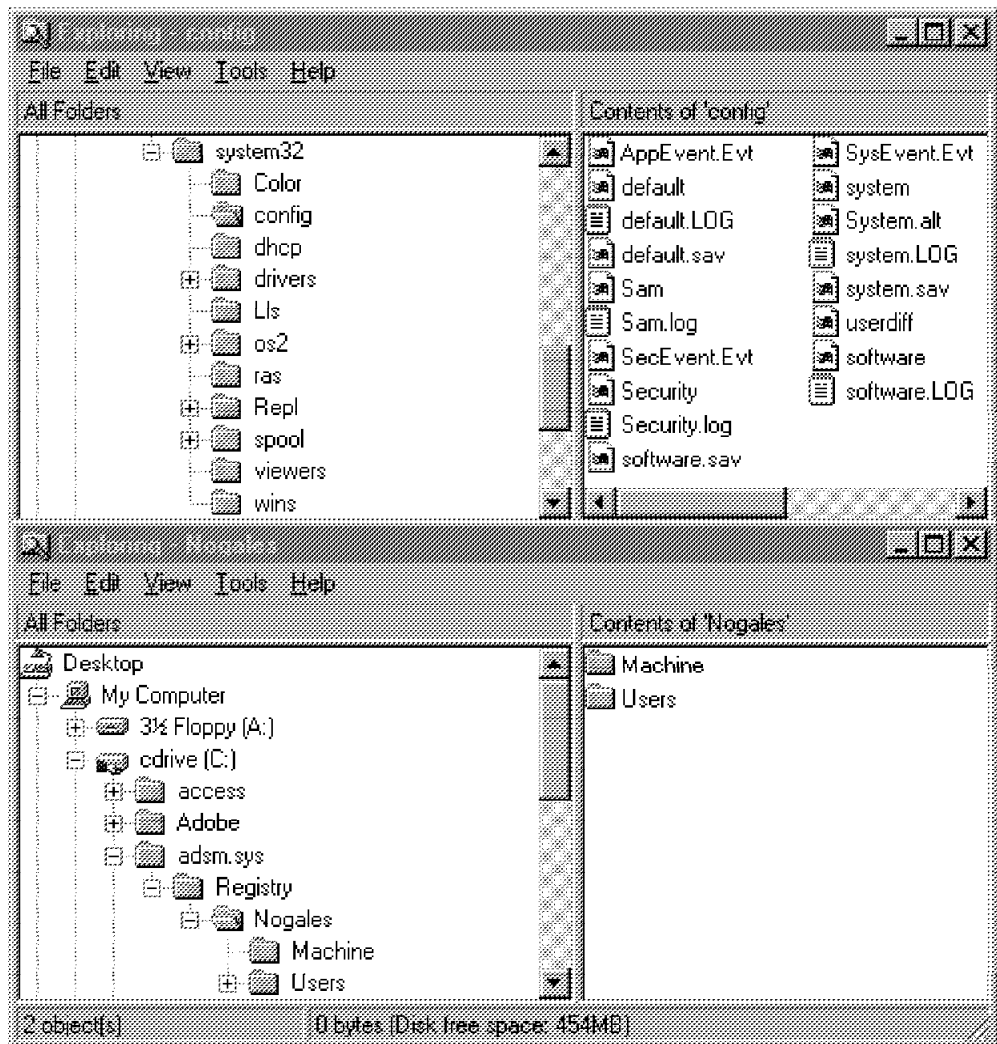 Exploring - config
File Edit View Tools Help
All Folders
Contents of 'config'
system32
Color
config
dhcp
drivers
Lls
os2
ras
Repl
spool
viewers
wins
AppEvent.Evt
default
default.LOG
default.sav
Sam
Sam.log
SecEvent.Evt
Security
Security.log
software.sav
SysEvent.Evt
system
System.alt
system.LOG
system.sav
userdiff
software
software.LOG
Exploring - Nogales
File Edit View Tools Help
All Folders
Contents of 'Nogales'
Desktop
My Computer
3½ Floppy (A:)
cdrive (C:)
access
Adobe
adsm.sys
Registry
Nogales
Machine
Users
Machine
Users
2 object(s)
0 bytes (Disk free space: 454MB)